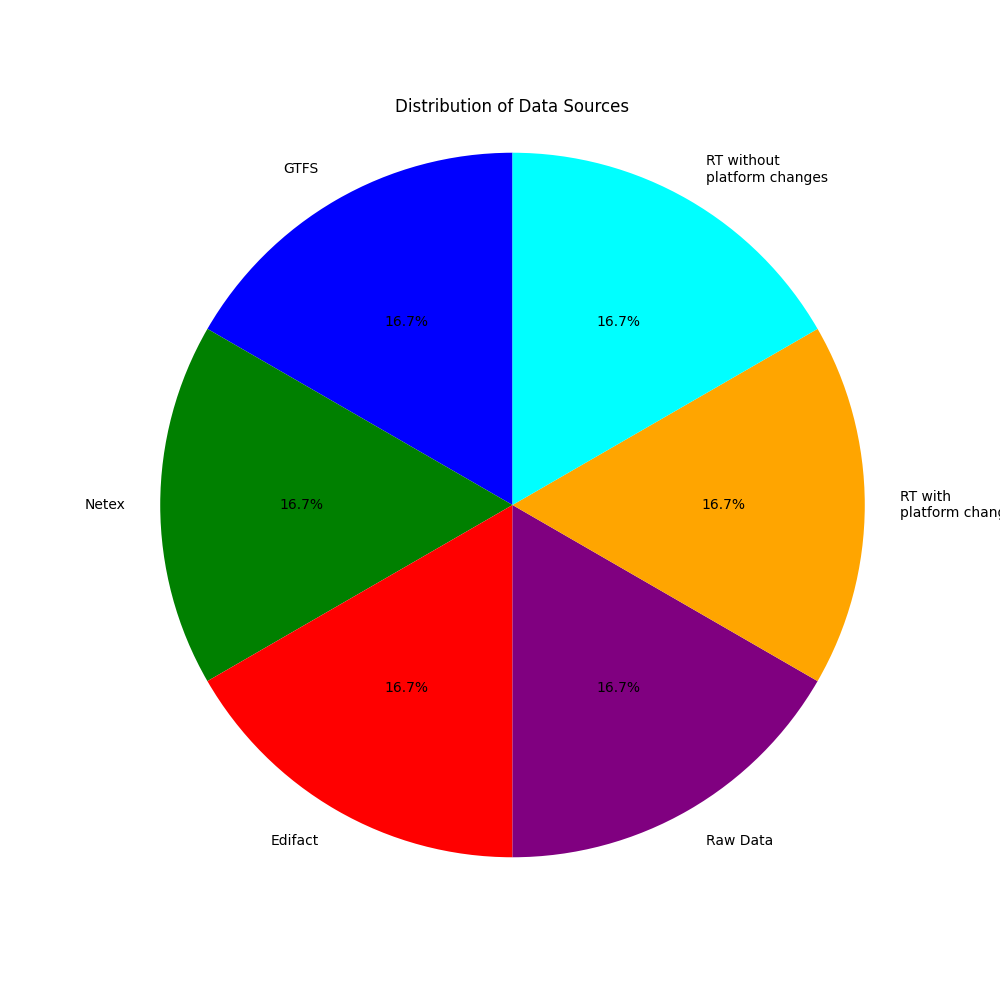 Distribution of Data Sources
GTFS
RT without
platform changes
16.7%
16.7%
Netex
16.7%
16.7%
RT with
platform
16.7%
16.7%
Edifact
Raw Data